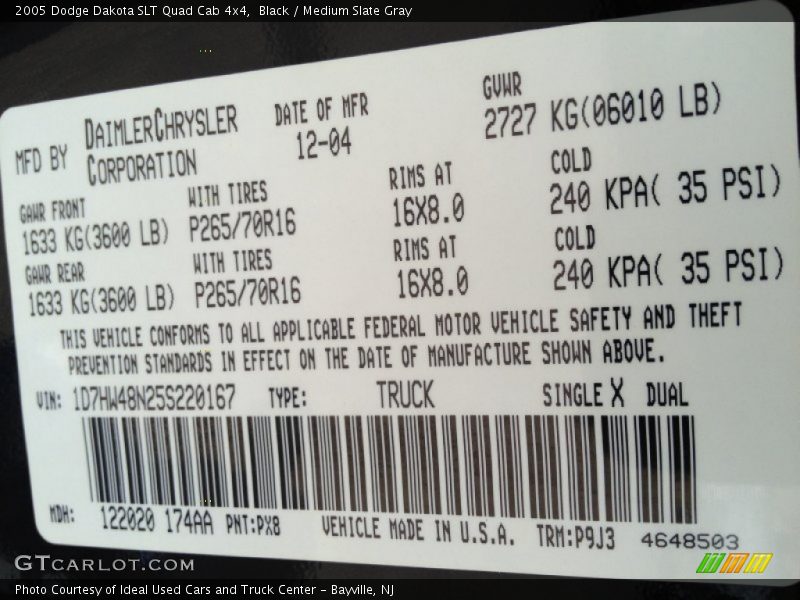 2005 Dodge Dakota SLT Quad Cab 4x4,  Black / Medium Slate Gray
MFD BY DAIMLERCHRYSLER CORPORATION
DATE OF MFR 12-04
GVWR 2727 KG(06010 LB)
GAWR FRONT WITH TIRES RIMS AT COLD
1633 KG(3600 LB) P265/70R16 16X8.0 240 KPA( 35 PSI)
GAWR REAR WITH TIRES RIMS AT COLD
1633 KG(3600 LB) P265/70R16 16X8.0 240 KPA( 35 PSI)
THIS VEHICLE CONFORMS TO ALL APPLICABLE FEDERAL MOTOR VEHICLE SAFETY AND THEFT
PREVENTION STANDARDS IN EFFECT ON THE DATE OF MANUFACTURE SHOWN ABOVE.
VIN: 1D7HW48N25S220167 TYPE: TRUCK SINGLE X DUAL
MDH: 122020 174AA PNT:PX8 VEHICLE MADE IN U.S.A. TRM:P9J3 4648503
GTCARLOT.COM
Photo Courtesy of Ideal Used Cars and Truck Center - Bayville, NJ